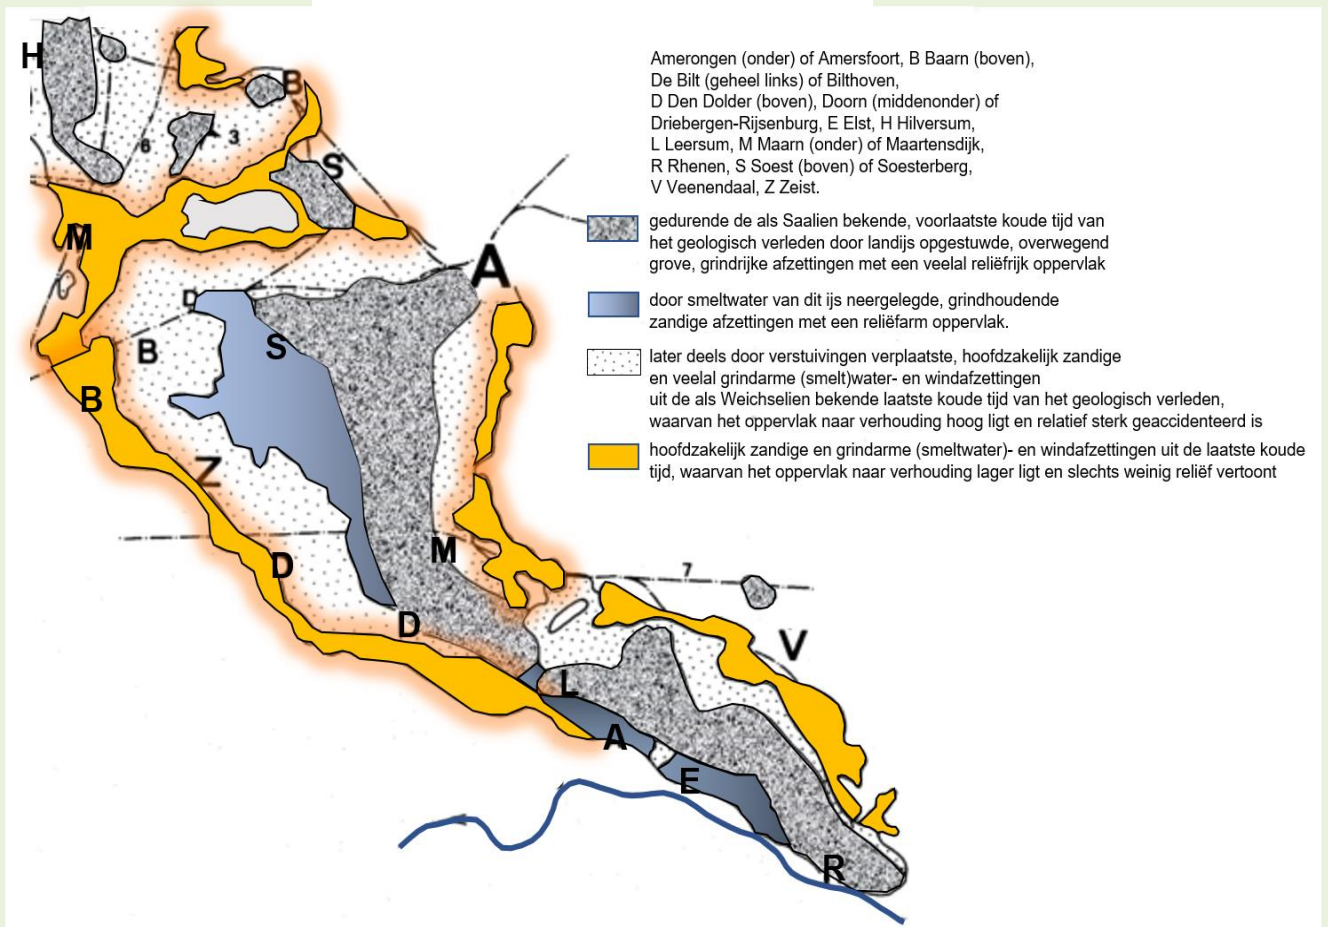 Amerongen (onder) of Amersfoort, B Baarn (boven),
De Bilt (geheel links) of Bilthoven,
D Den Dolder (boven), Doorn (middenonder) of
Driebergen-Rijsenburg, E Elst, H Hilversum,
L Leersum, M Maarn (onder) of Maartensdijk,
R Rhenen, S Soest (boven) of Soesterberg,
V Veenendaal, Z Zeist.
gedurende de als Saalien bekende, voorlaatste koude tijd van
het geologisch verleden door landijs opgestuwde, overwegend
grove, grindrijke afzettingen met een veelal reliëfrijk oppervlak
door smeltwater van dit ijs neergelegde, grindhoudende
zandige afzettingen met een reliëfarm oppervlak.
later deels door verstuivingen verplaatste, hoofdzakelijk zandige
en veelal grindarme (smelt)water- en windafzettingen
uit de als Weichselien bekende laatste koude tijd van het geologisch verleden,
waarvan het oppervlak naar verhouding hoog ligt en relatief sterk geaccidenteerd is
hoofdzakelijk zandige en grindarme (smeltwater)- en windafzettingen uit de laatste koude
tijd, waarvan het oppervlak naar verhouding lager ligt en slechts weinig reliëf vertoont
H
B
3
6
S
M
A
D
B
S
B
Z
M
D
7
D
V
L
A
E
R